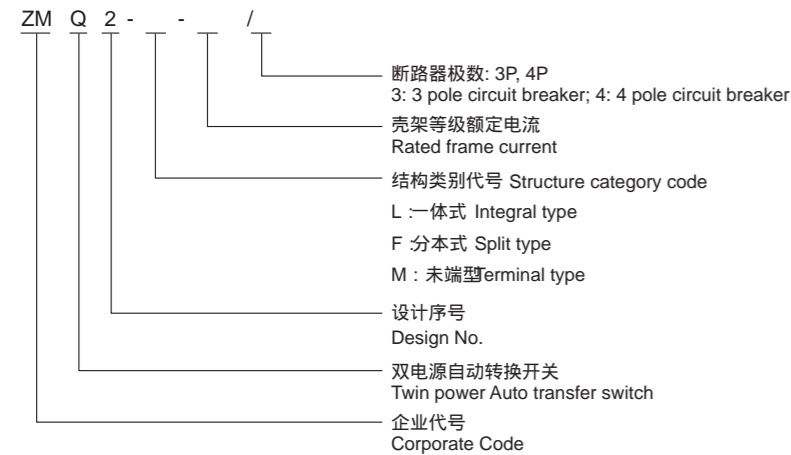 ZM Q 2 - - /
断路器极数: 3P, 4P
3: 3 pole circuit breaker; 4: 4 pole circuit breaker
壳架等级额定电流
Rated frame current
结构类别代号 Structure category code
L :一体式 Integral type
F :分本式 Split type
M : 未端型Terminal type
设计序号
Design No.
双电源自动转换开关
Twin power Auto transfer switch
企业代号
Corporate Code